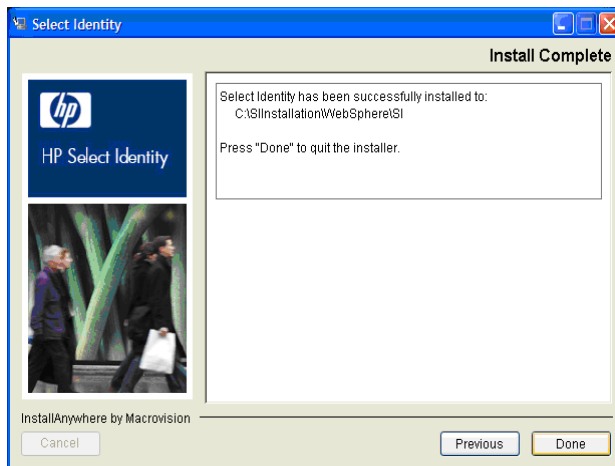 Select Identity
Install Complete
hp
HP Select Identity
Select Identity has been successfully installed to:
C:\SIInstallation\WebSphere\SI
Press "Done" to quit the installer.
InstallAnywhere by Macrovision
Cancel
Previous
Done